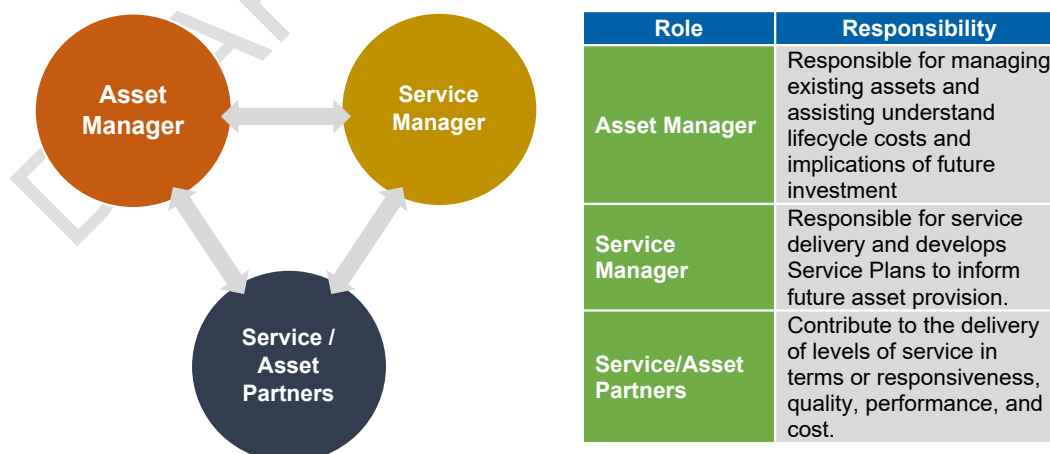 Asset
Manager
Service
Manager
Service /
Asset
Partners
Role
Responsibility
Asset Manager
Responsible for managing
existing assets and
assisting understand
lifecycle costs and
implications of future
investment
Service
Manager
Responsible for service
delivery and develops
Service Plans to inform
future asset provision.
Service/Asset
Partners
Contribute to the delivery
of levels of service in
terms or responsiveness,
quality, performance, and
cost.